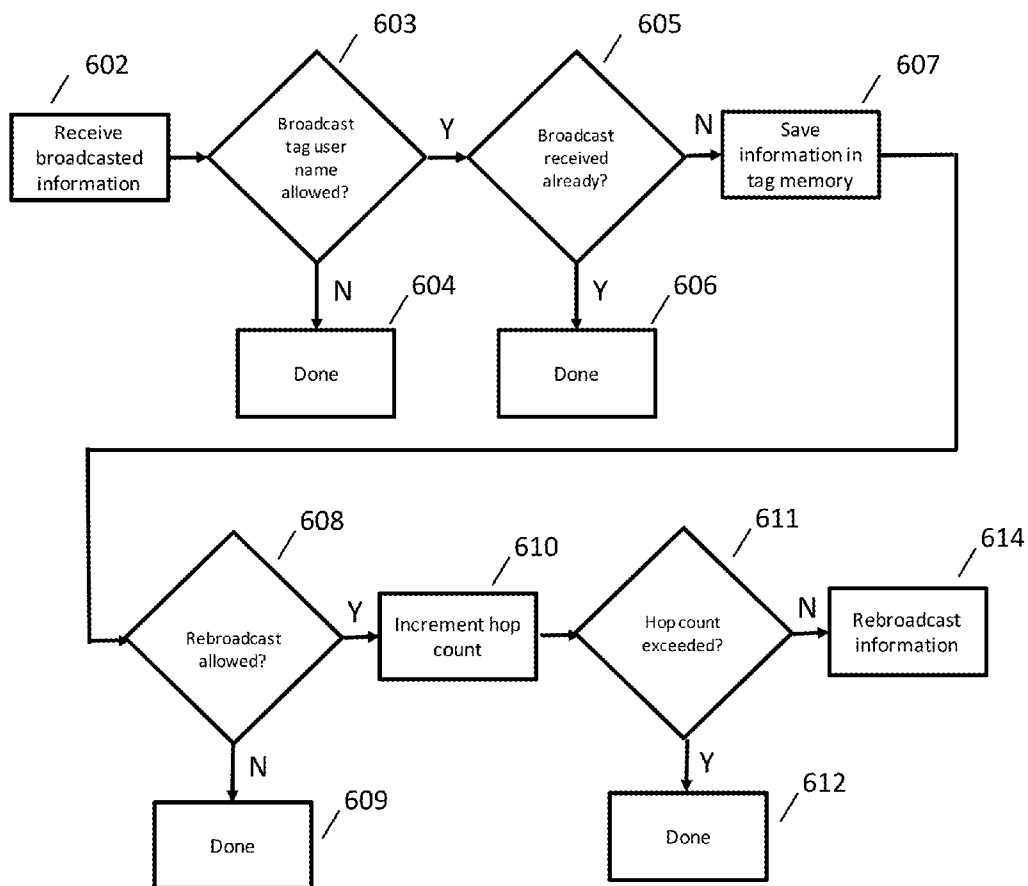 602
Receive
broadcasted
information
603
Broadcast
tag user
name
allowed?
Y
N
604
Done
605
Broadcast
received
already?
N
Y
606
Done
607
Save
information in
tag memory
608
Rebroadcast
allowed?
Y
N
609
Done
610
Increment hop
count
611
Hop count
exceeded?
N
Y
612
Done
614
Rebroadcast
information